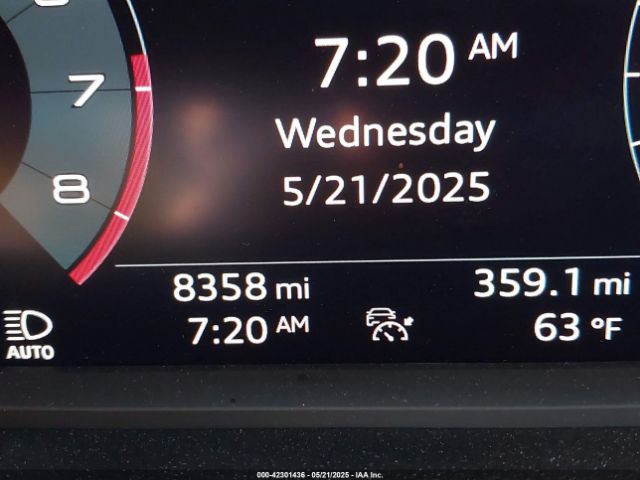 7:20 AM
7
Wednesday
8
5/21/2025
8358 mi
359.1 mi
7:20 AM
63 °F
AUTO
000-42301436 - 05/21/2025 - IAA Inc.